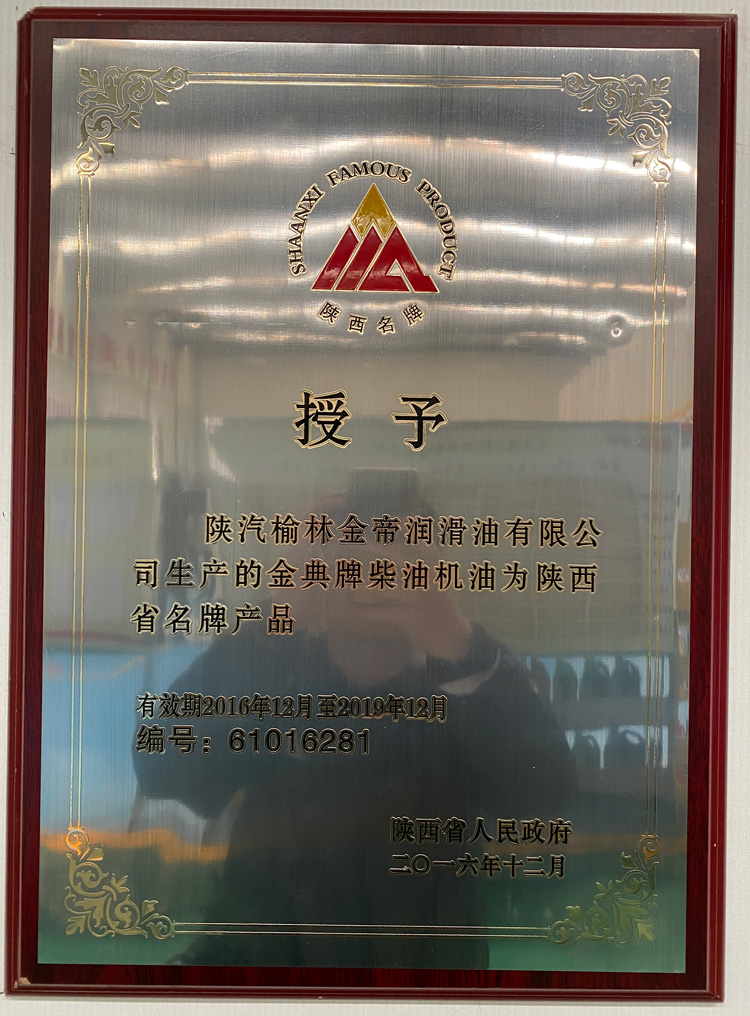 SHAANXI FAMOUS PRODUCT
陕西名牌
授予
陕汽榆林金帝润滑油有限公
司生产的金典牌柴油机油为陕西
省名牌产品
有效期2016年12月至2019年12月
编号：61016281
陕西省人民政府
二〇一六年十二月